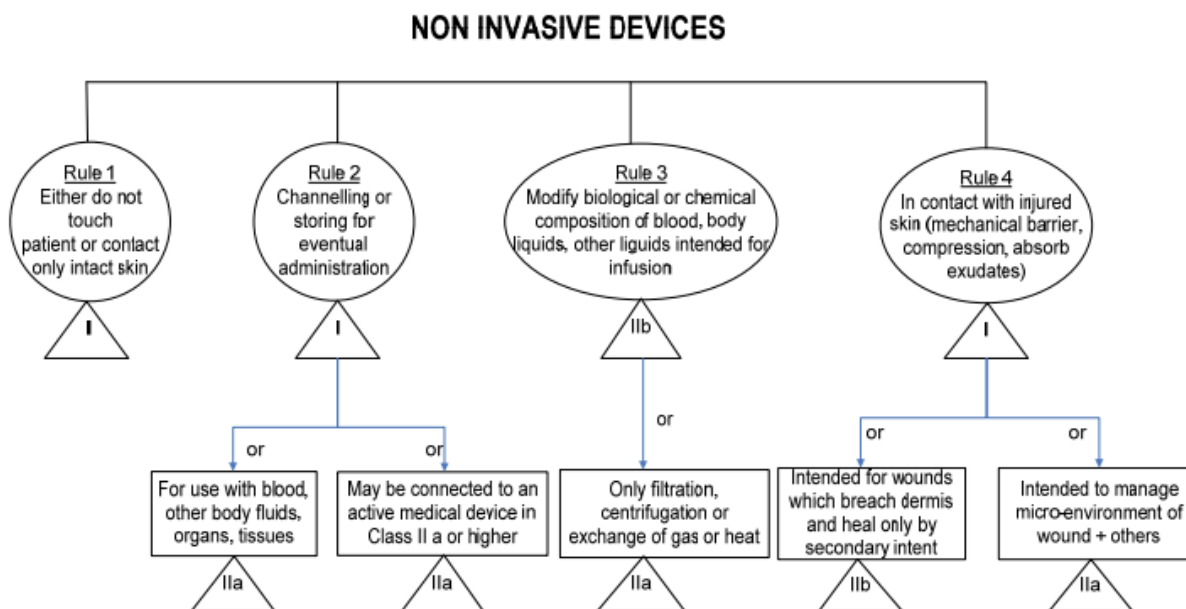 NON INVASIVE DEVICES
Rule 1
Either do not
touch
patient or contact
only intact skin
I
Rule 2
Channelling or
storing for
eventual
administration
I
Rule 3
Modify biological or chemical
composition of blood, body
liquids, other liguids intended for
infusion
IIb
Rule 4
In contact with injured
skin (mechanical barrier,
compression, absorb
exudates)
I
or
For use with blood,
other body fluids,
organs, tissues
IIa
or
May be connected to an
active medical device in
Class II a or higher
IIa
or
Only filtration,
centrifugation or
exchange of gas or heat
IIa
or
Intended for wounds
which breach dermis
and heal only by
secondary intent
IIb
or
Intended to manage
micro-environment of
wound + others
IIa